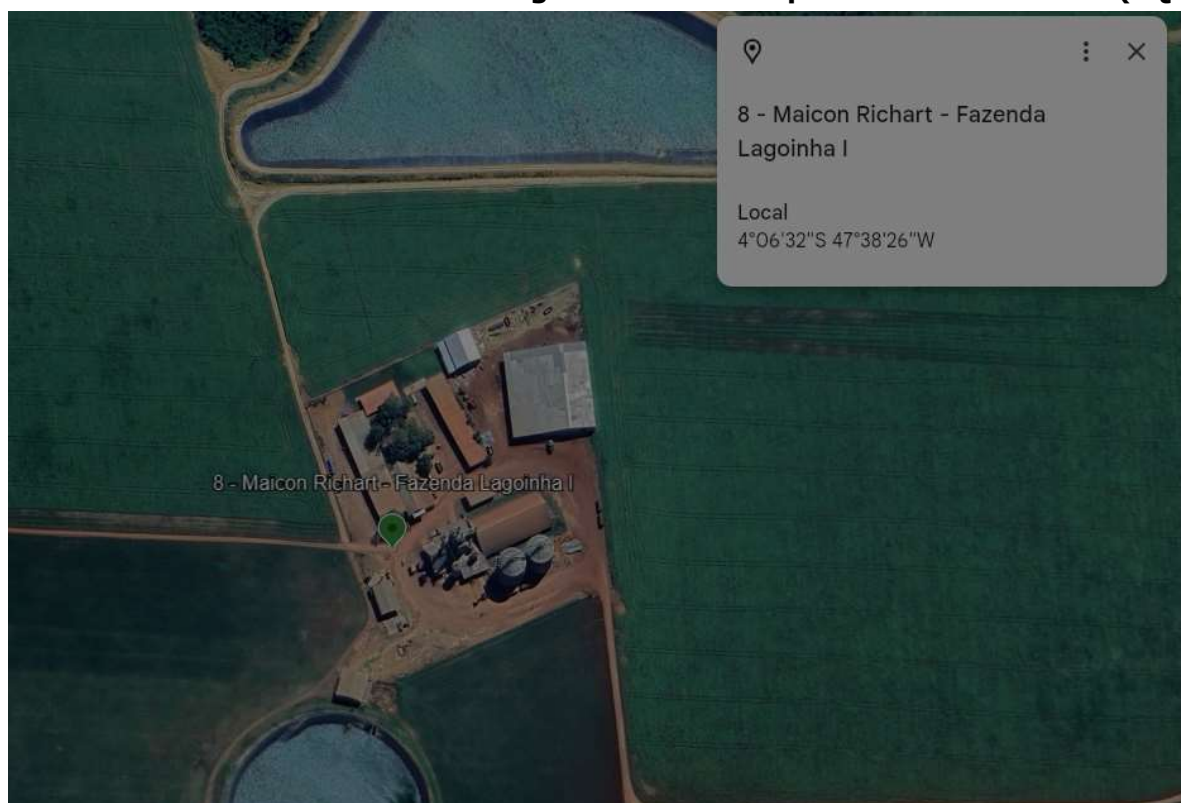 8 - Maicon Richart - Fazenda
Lagoinha I
Local
4°06'32"S 47°38'26"W
8 - Maicon Richart - Fazenda Lagoinha I